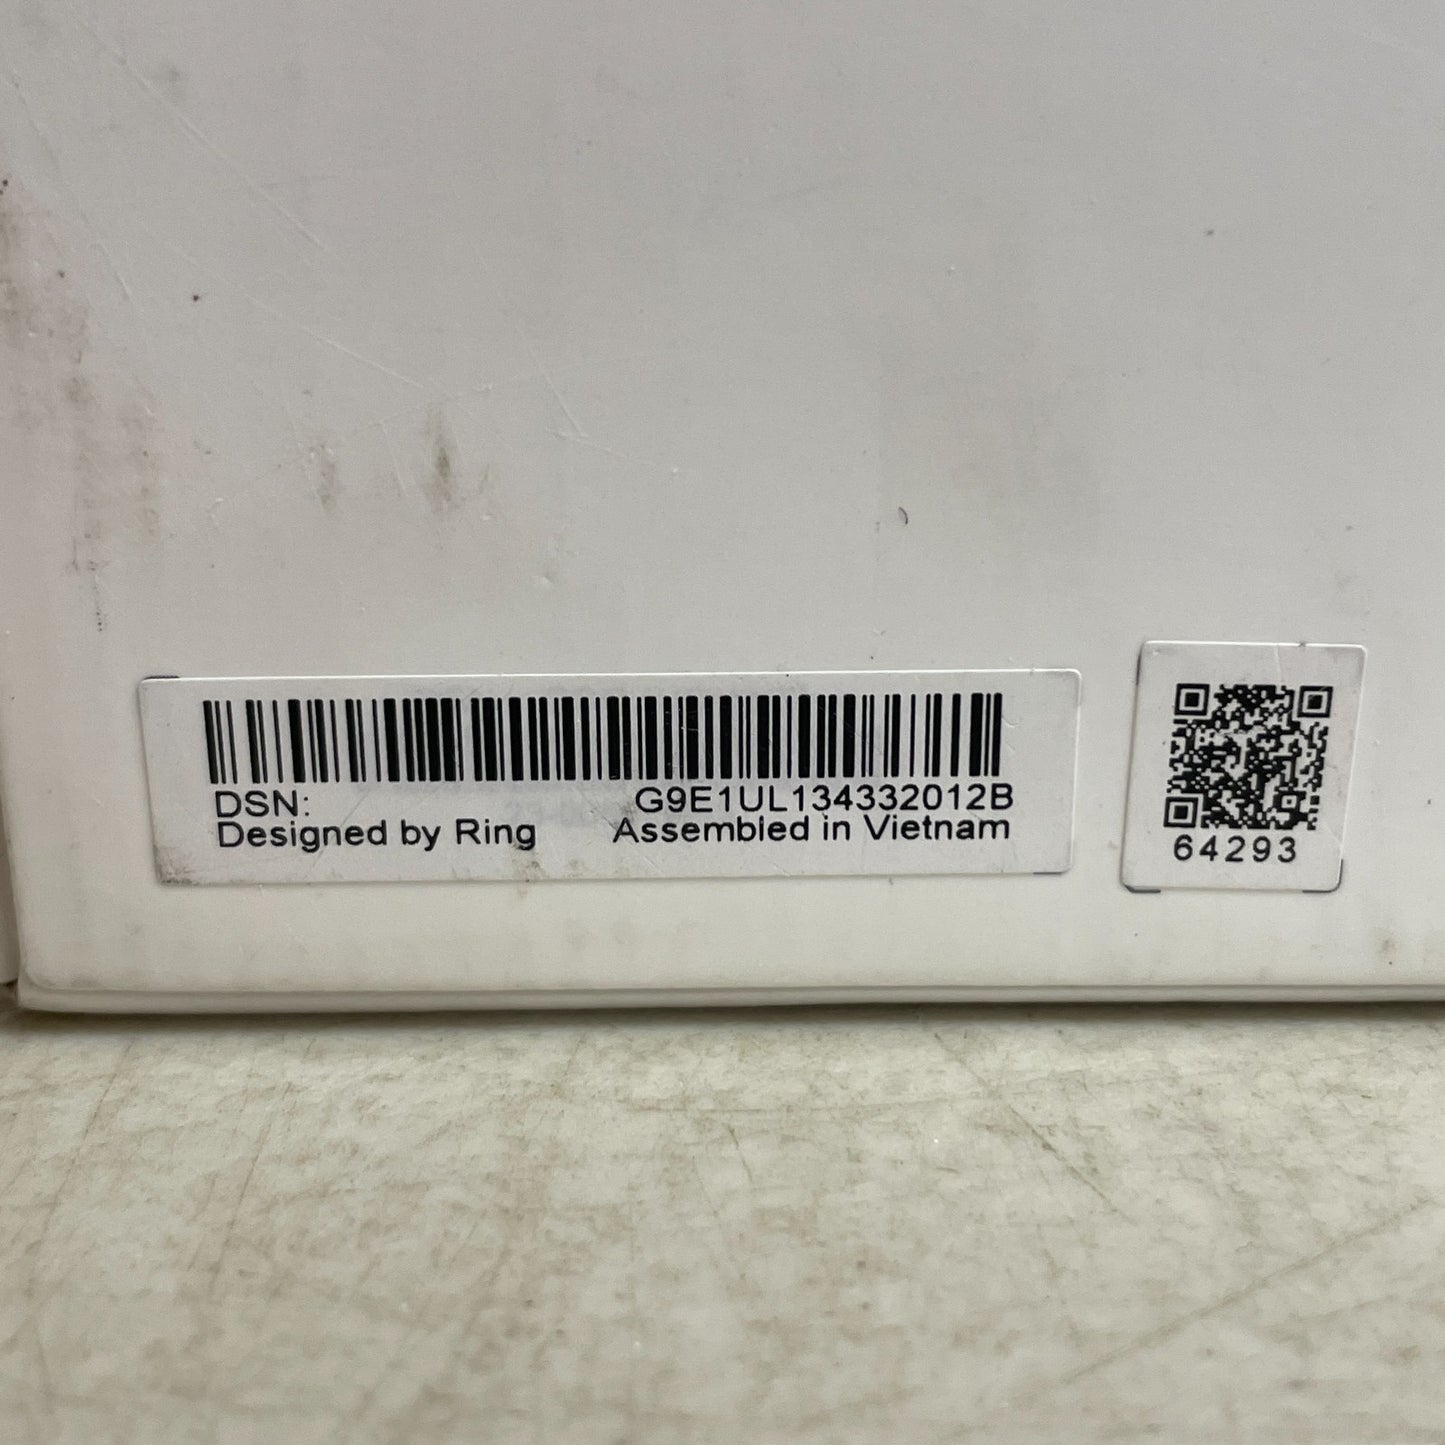 DSN: G9E1UL134332012B
Designed by Ring Assembled in Vietnam
64293